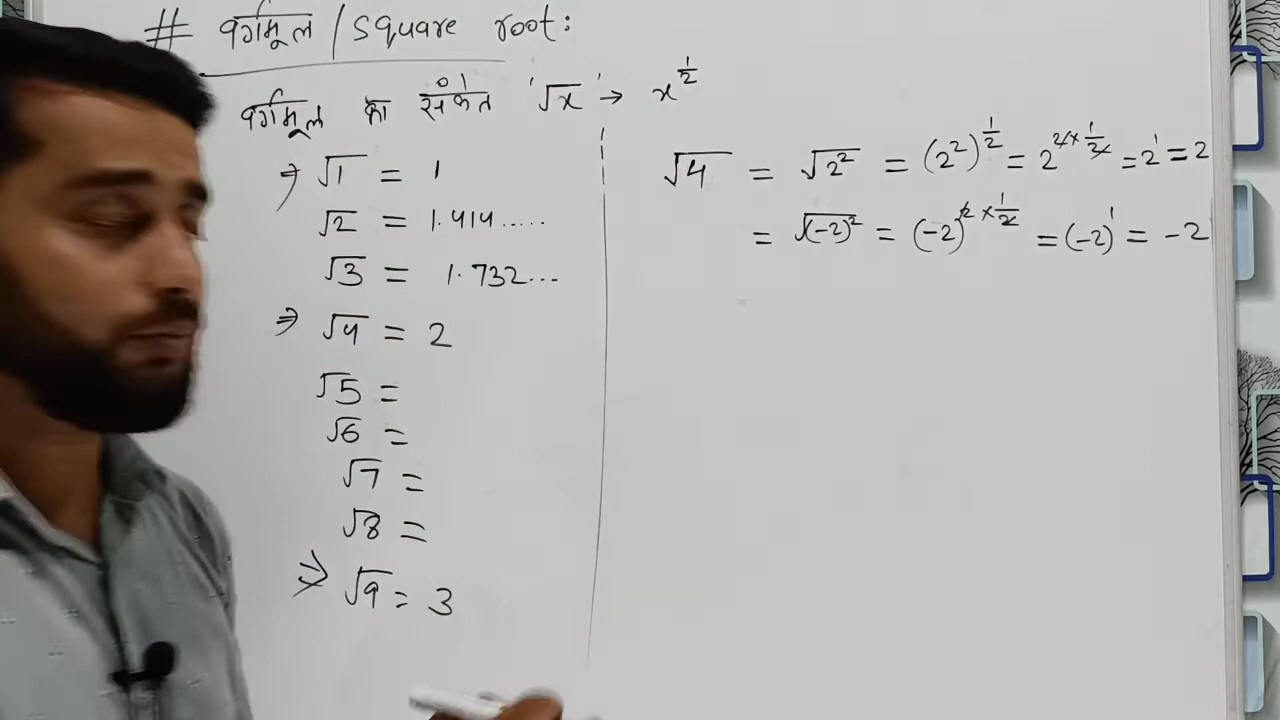 # वर्गमूल / square root:
वर्गमूल का संकेत '√x' → x^{1/2}
⇒ √1 = 1
√2 = 1.414.....
√3 = 1.732...
⇒ √4 = 2
√5 =
√6 =
√7 =
√8 =
⇒ √9 = 3
√4 = √2² = (2²)^{1/2} = 2^{2×1/2} = 2¹ = 2
= √(-2)² = (-2)^{2×1/2} = (-2)¹ = -2